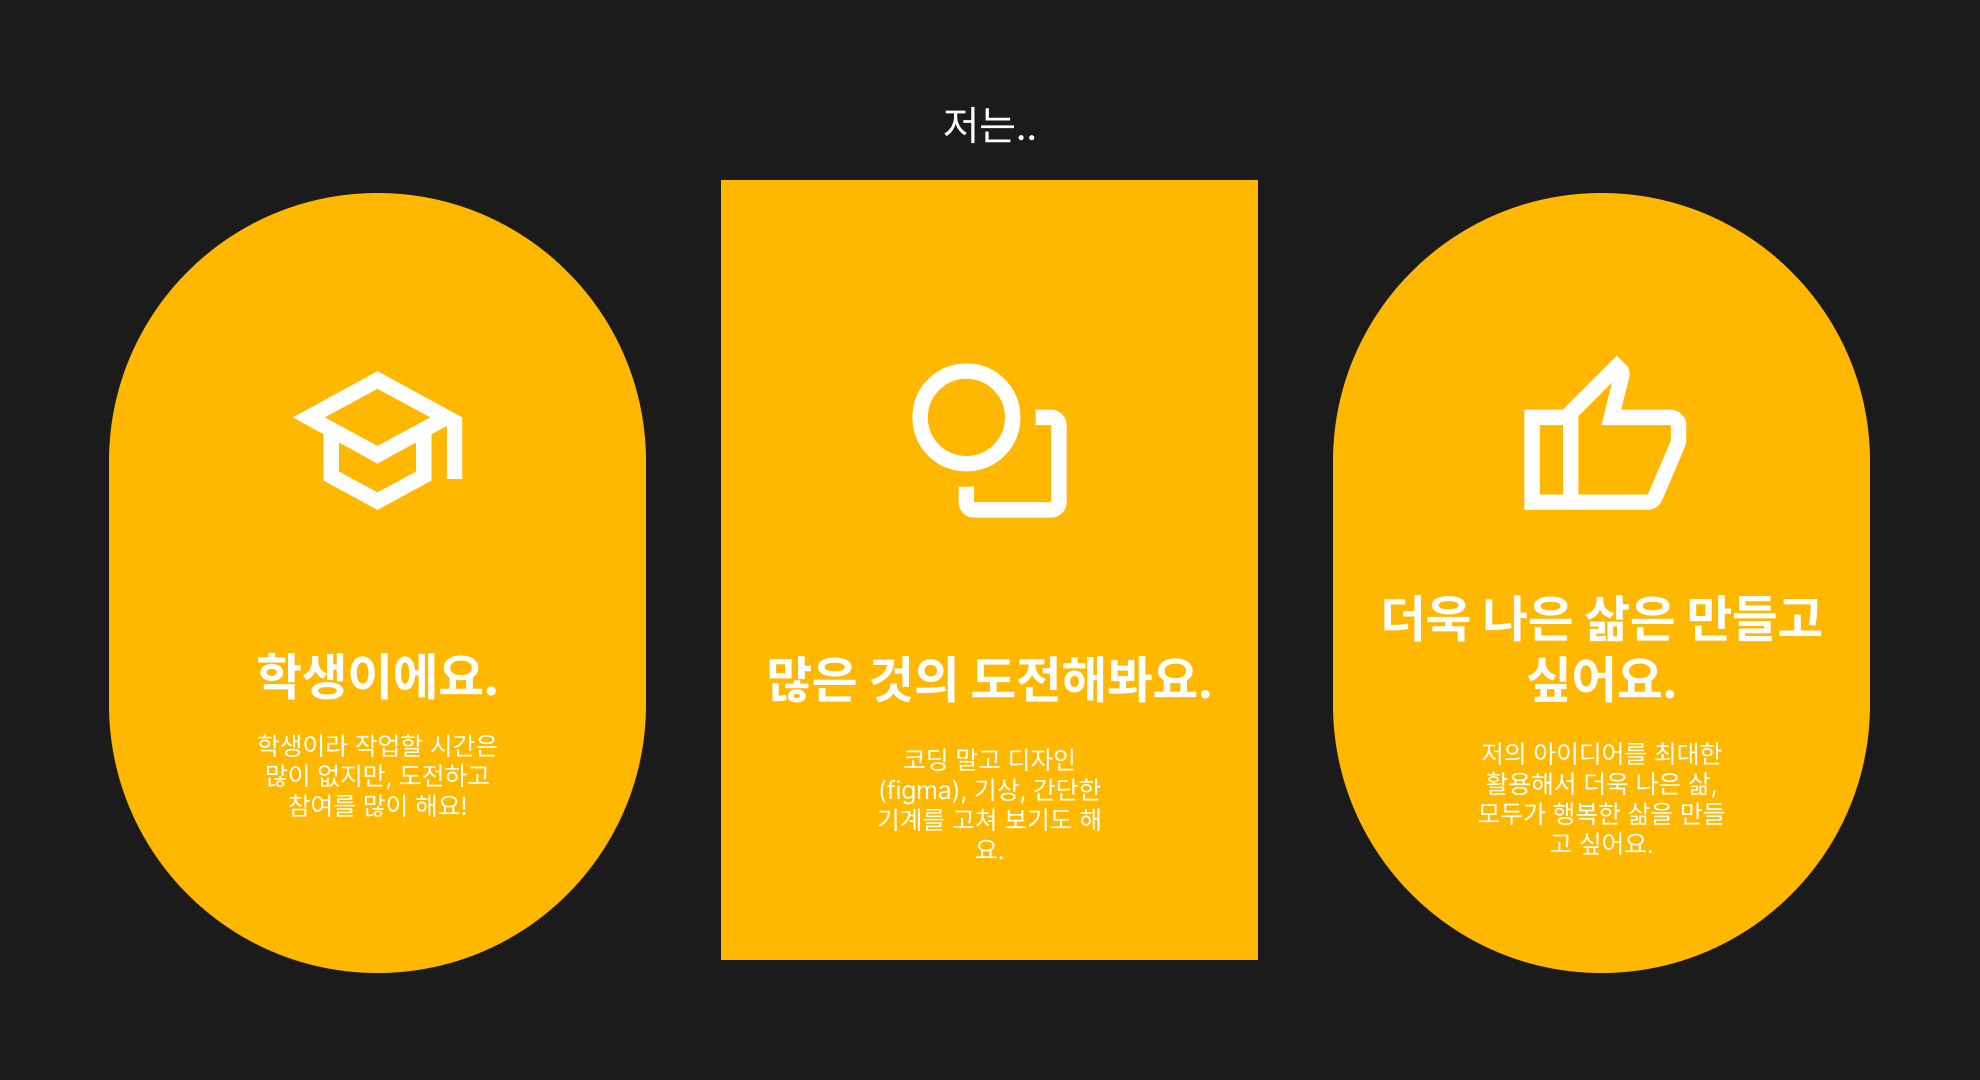 저는..
학생이에요.
학생이라 작업할 시간은
많이 없지만, 도전하고
참여를 많이 해요!
많은 것의 도전해봐요.
코딩 말고 디자인
(figma), 기상, 간단한
기계를 고쳐 보기도 해
요.
더욱 나은 삶은 만들고
싶어요.
저의 아이디어를 최대한
활용해서 더욱 나은 삶,
모두가 행복한 삶을 만들
고 싶어요.